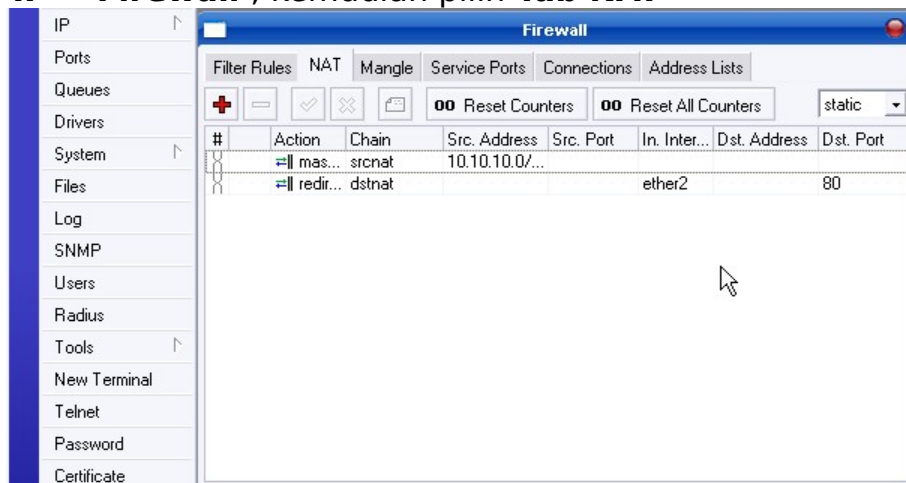 IP
Ports
Queues
Drivers
System
Files
Log
SNMP
Users
Radius
Tools
New Terminal
Telnet
Password
Certificate
Firewall
Filter Rules NAT Mangle Service Ports Connections Address Lists
00 Reset Counters 00 Reset All Counters static
# Action Chain Src. Address Src. Port In. Inter... Dst. Address Dst. Port
mas... srcnat 10.10.10.0/...
redir... dstnat ether2 80